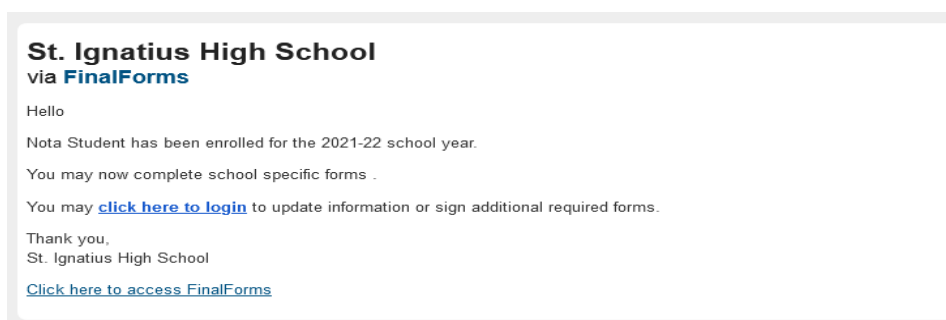 St. Ignatius High School
via FinalForms
Hello
Nota Student has been enrolled for the 2021-22 school year.
You may now complete school specific forms .
You may click here to login to update information or sign additional required forms.
Thank you,
St. Ignatius High School
Click here to access FinalForms